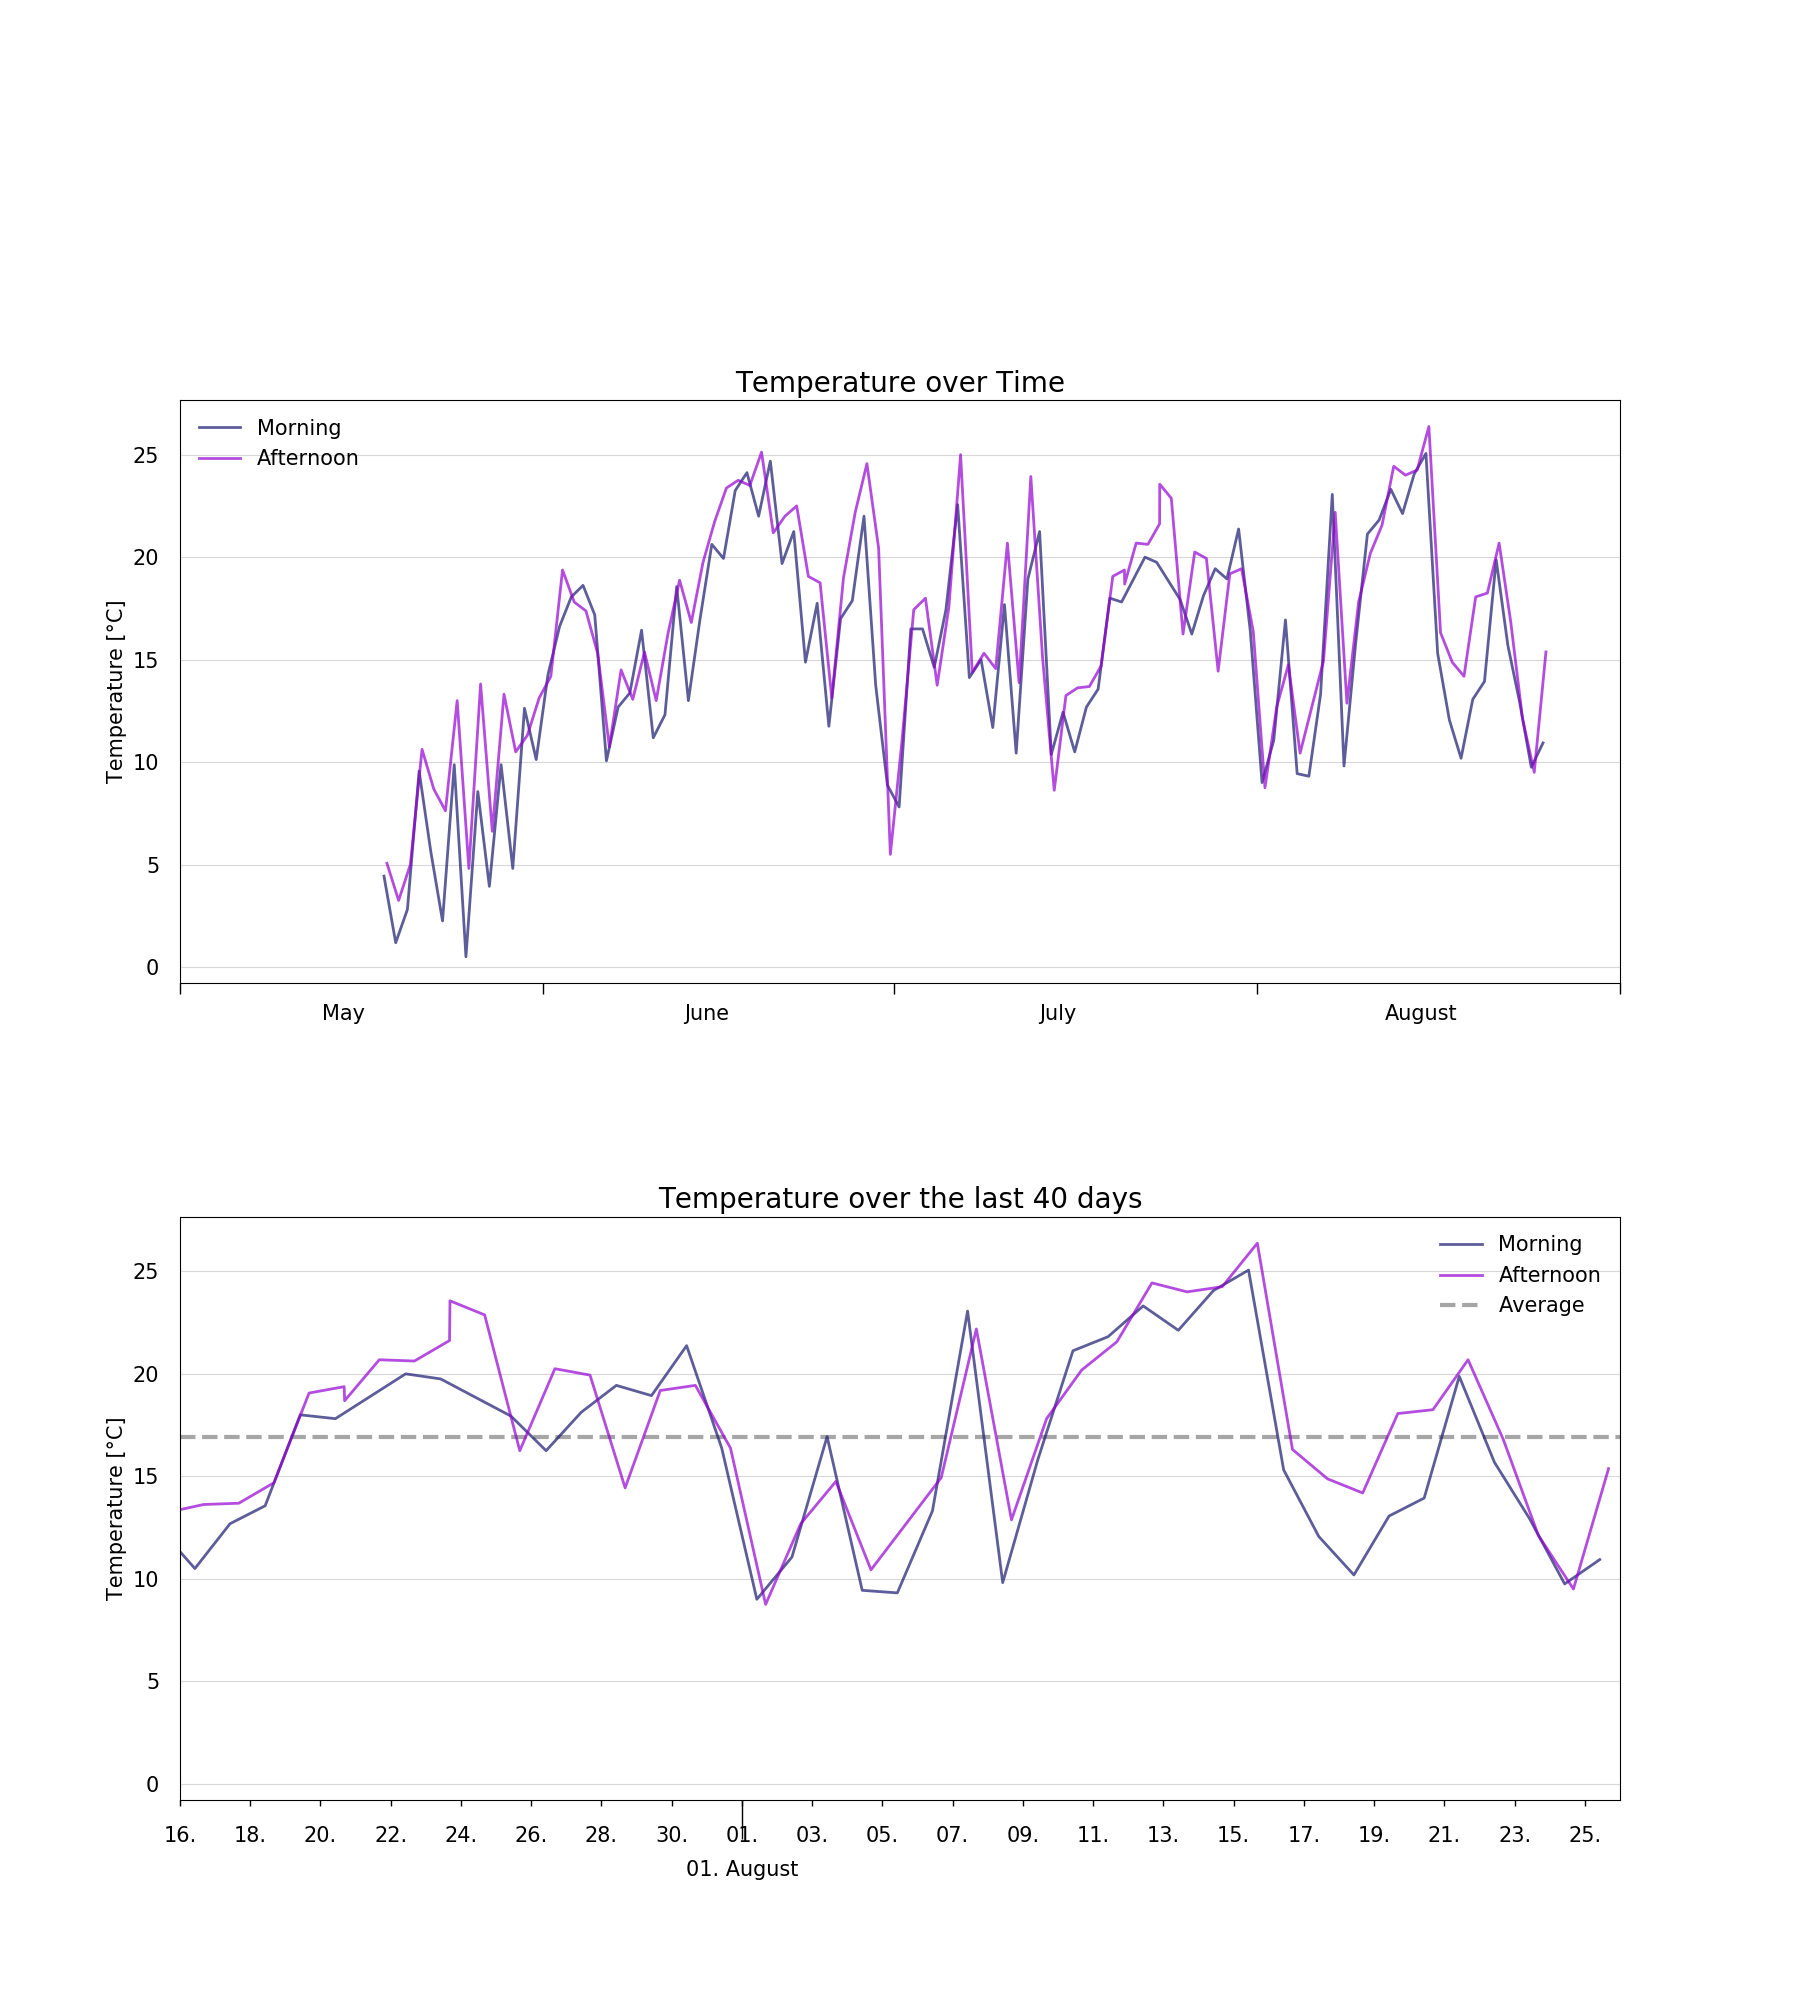 Temperature over Time
Morning
Afternoon
25
20
15
10
5
0
Temperature [°C]
May June July August
Temperature over the last 40 days
Morning
Afternoon
Average
25
20
15
10
5
0
Temperature [°C]
16. 18. 20. 22. 24. 26. 28. 30. 01. 03. 05. 07. 09. 11. 13. 15. 17. 19. 21. 23. 25.
01. August